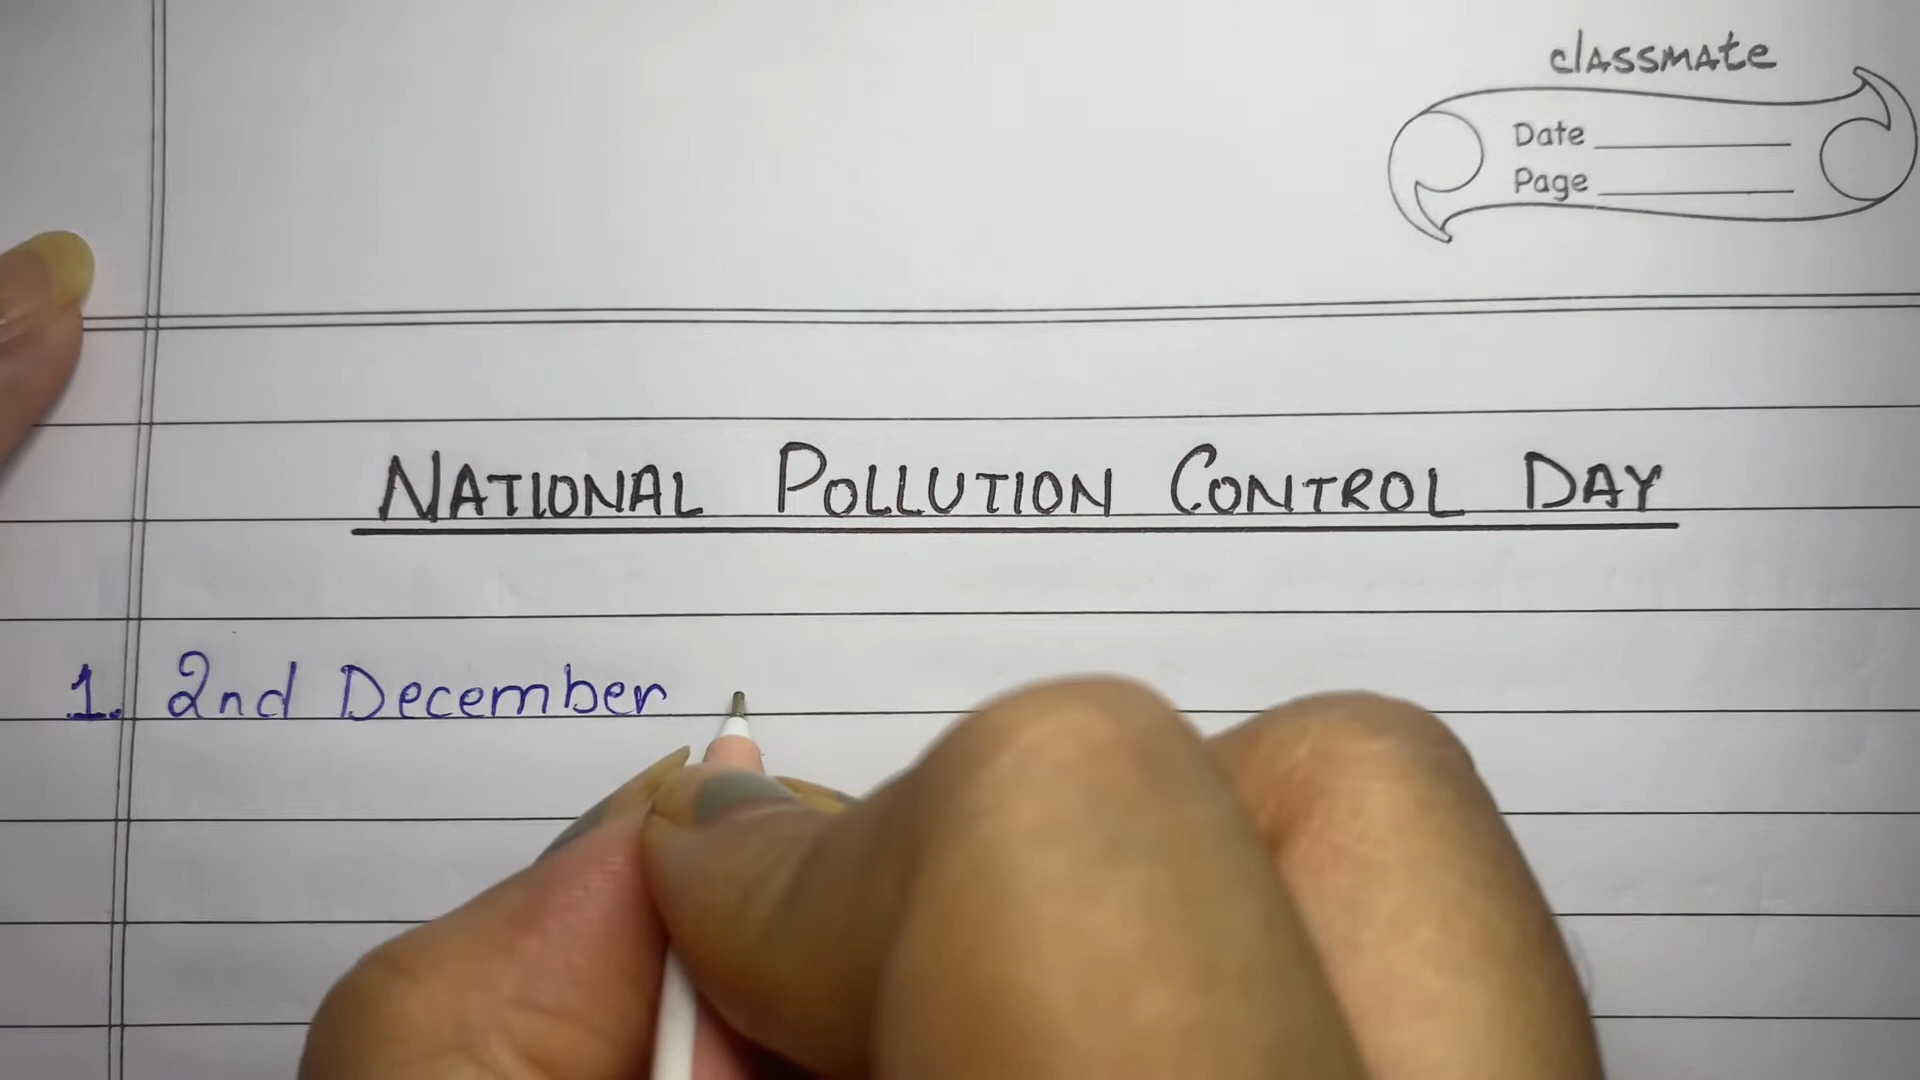 classmate
Date
Page
NATIONAL POLLUTION CONTROL DAY
1. 2nd December